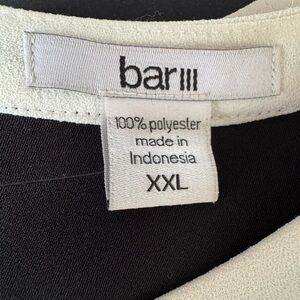 bar III
100% polyester
made in
Indonesia
XXL